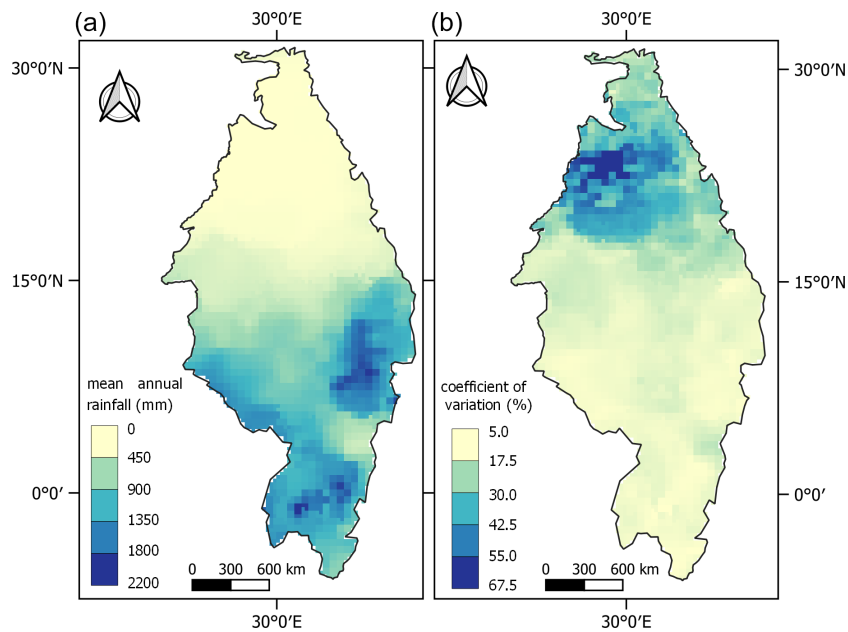 (a)
30°0′E
30°0′N
15°0′N
0°0′
mean annual
rainfall (mm)
0
450
900
1350
1800
2200
0 300 600 km
30°0′E
(b)
30°0′E
30°0′N
15°0′N
0°0′
coefficient of
variation (%)
5.0
17.5
30.0
42.5
55.0
67.5
0 300 600 km
30°0′E